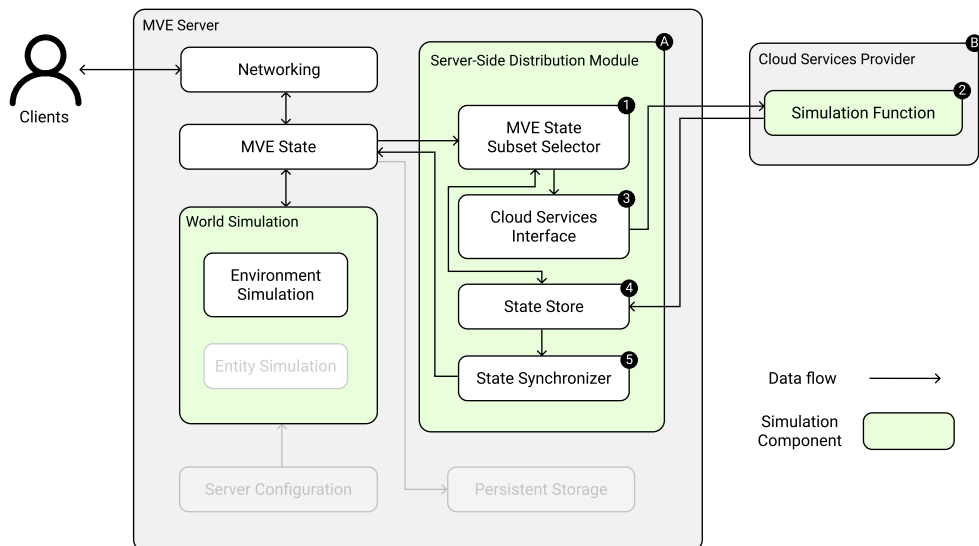 MVE Server
Clients
Networking
MVE State
World Simulation
Environment
Simulation
Entity Simulation
Server Configuration
A
Server-Side Distribution Module
1
MVE State
Subset Selector
3
Cloud Services
Interface
4
State Store
5
State Synchronizer
Persistent Storage
B
Cloud Services Provider
2
Simulation Function
Data flow
Simulation
Component